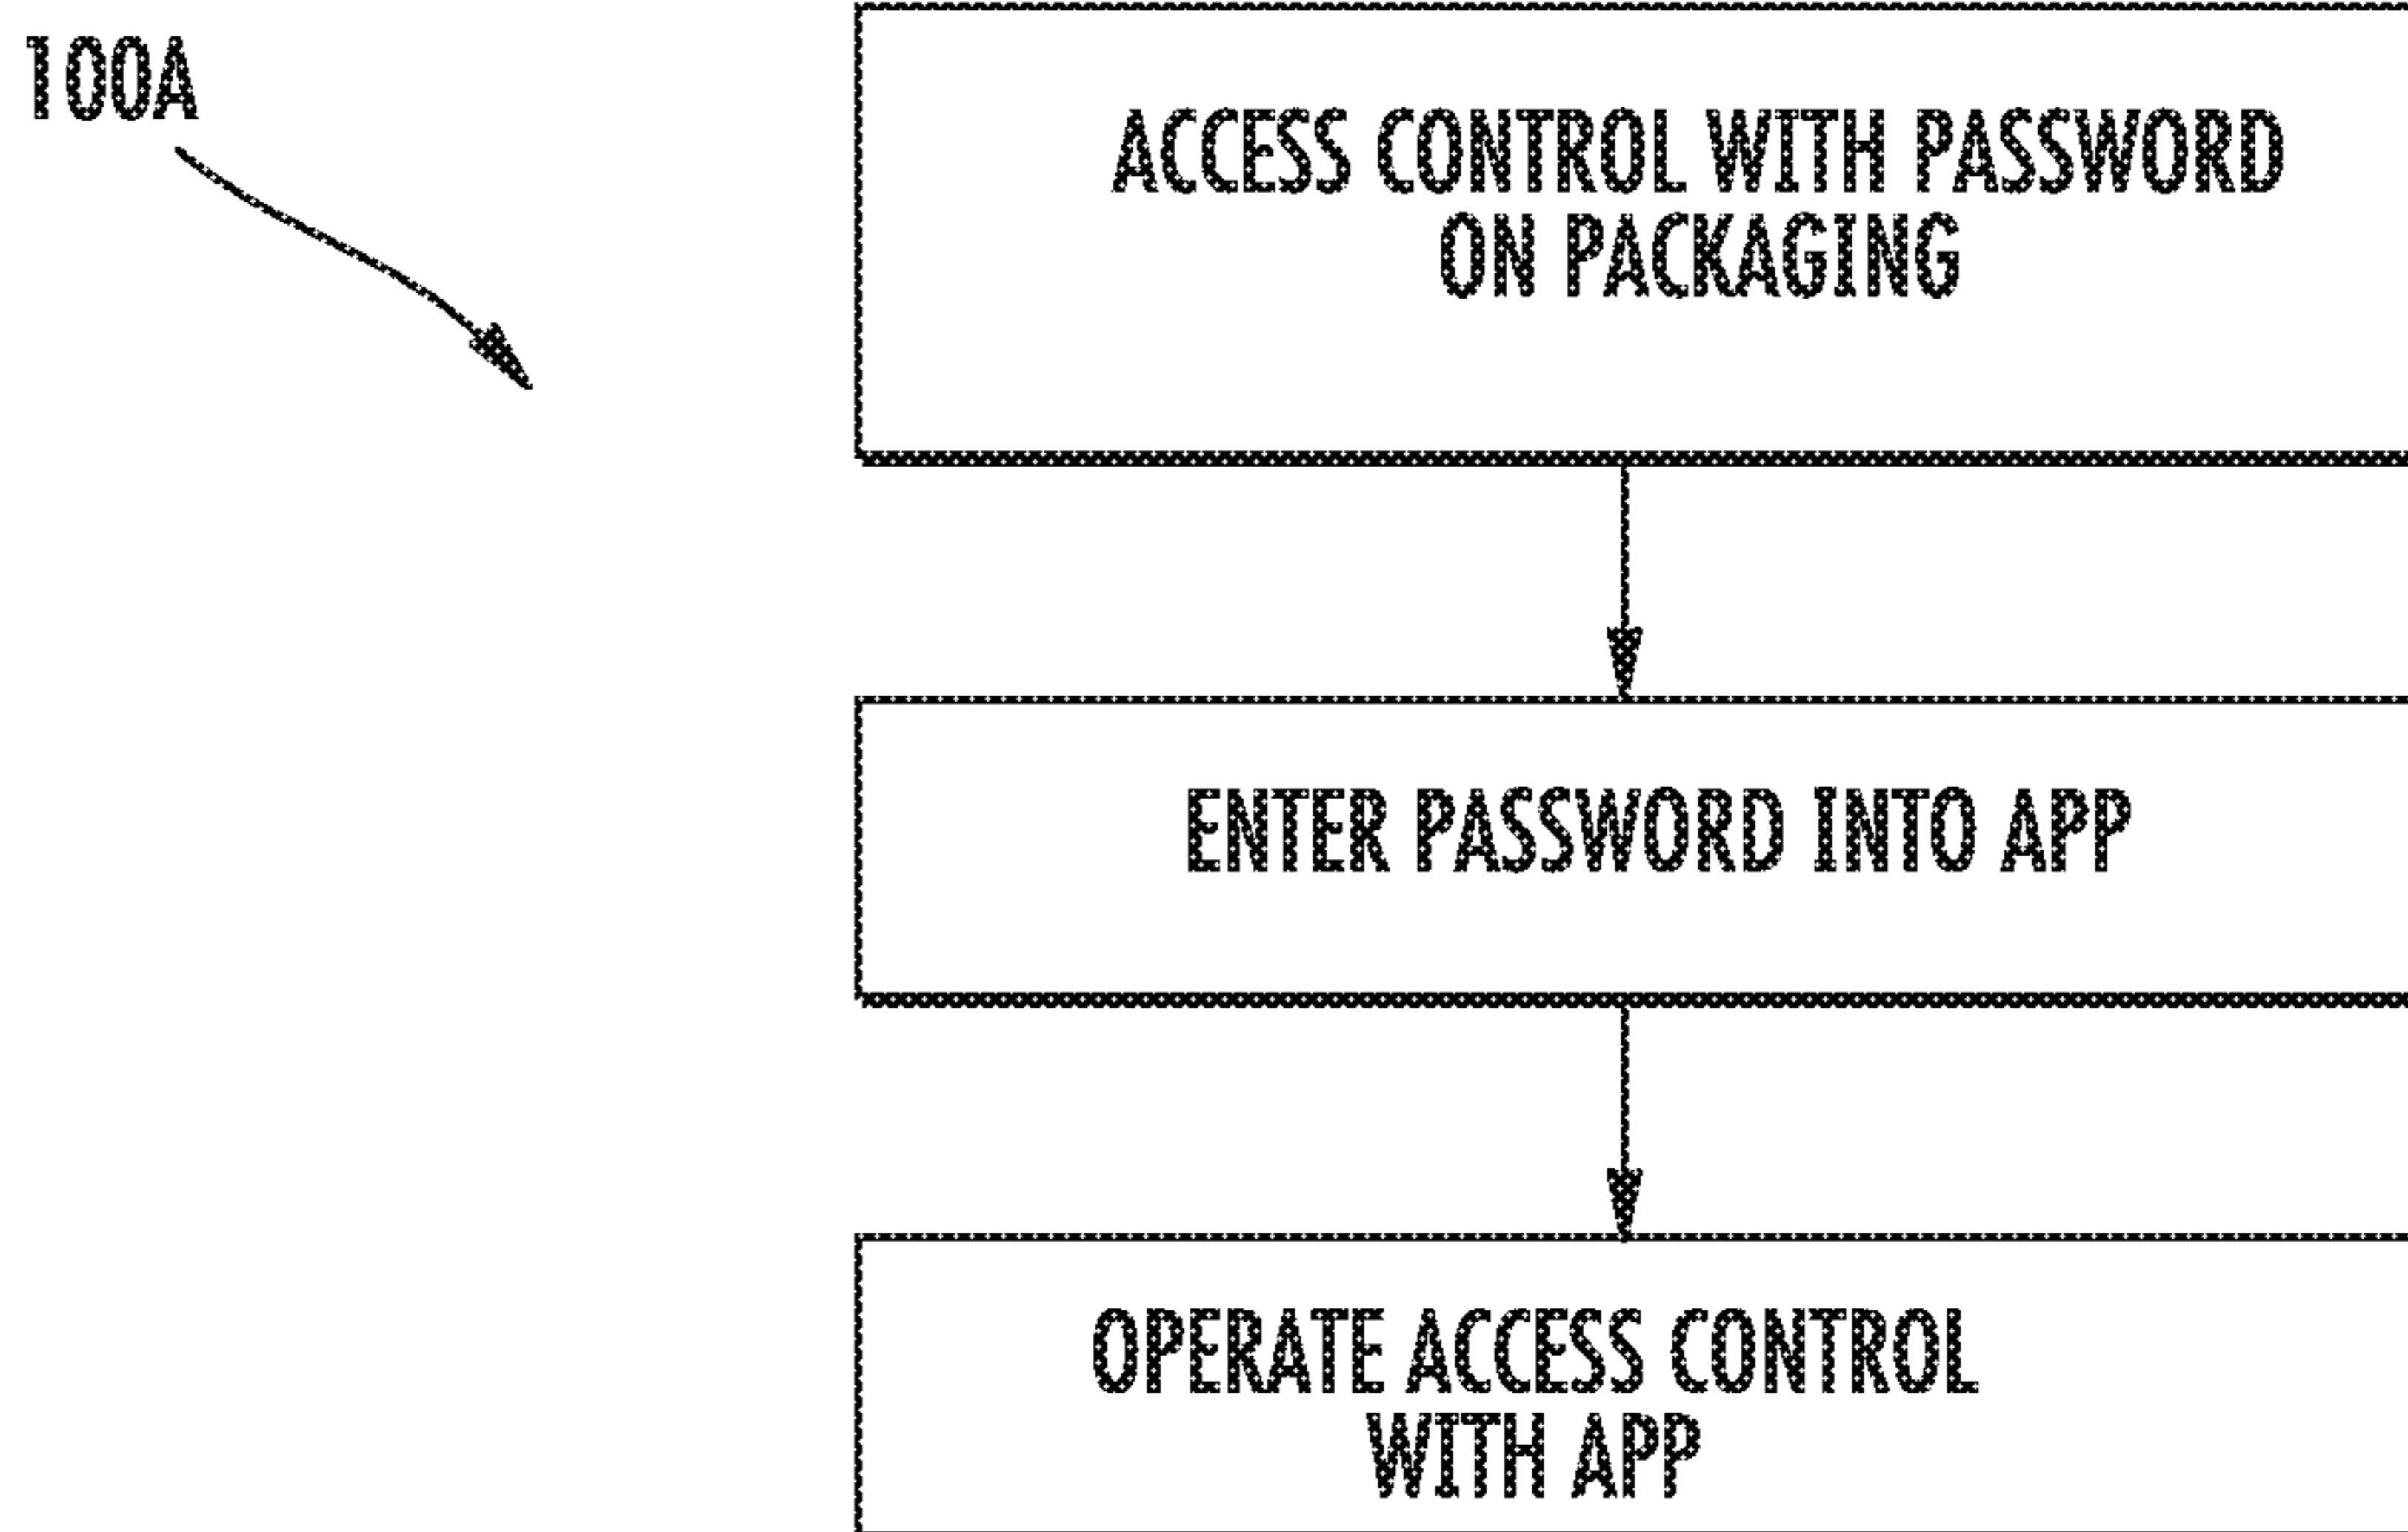 100A
ACCESS CONTROL WITH PASSWORD
ON PACKAGING
ENTER PASSWORD INTO APP
OPERATE ACCESS CONTROL
WITH APP